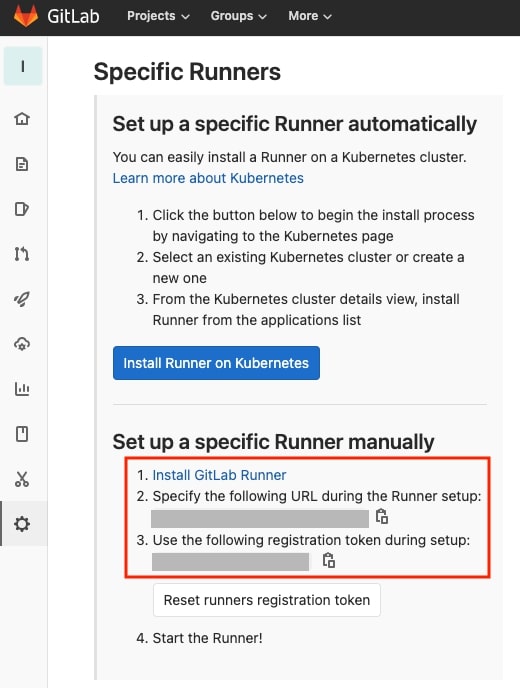 GitLab Projects Groups More
I
Specific Runners
Set up a specific Runner automatically
You can easily install a Runner on a Kubernetes cluster.
Learn more about Kubernetes
1. Click the button below to begin the install process
by navigating to the Kubernetes page
2. Select an existing Kubernetes cluster or create a
new one
3. From the Kubernetes cluster details view, install
Runner from the applications list
Install Runner on Kubernetes
Set up a specific Runner manually
1. Install GitLab Runner
2. Specify the following URL during the Runner setup:
3. Use the following registration token during setup:
Reset runners registration token
4. Start the Runner!